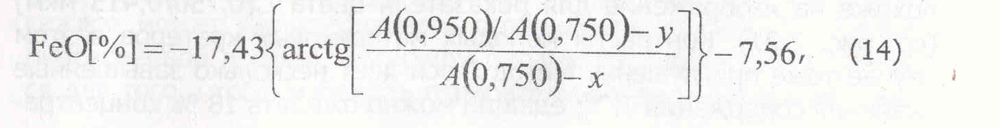 FeO[%] = −17,43{arctg[(A(0,950)/A(0,750)− y)/(A(0,750)− x)]} − 7,56, (14)